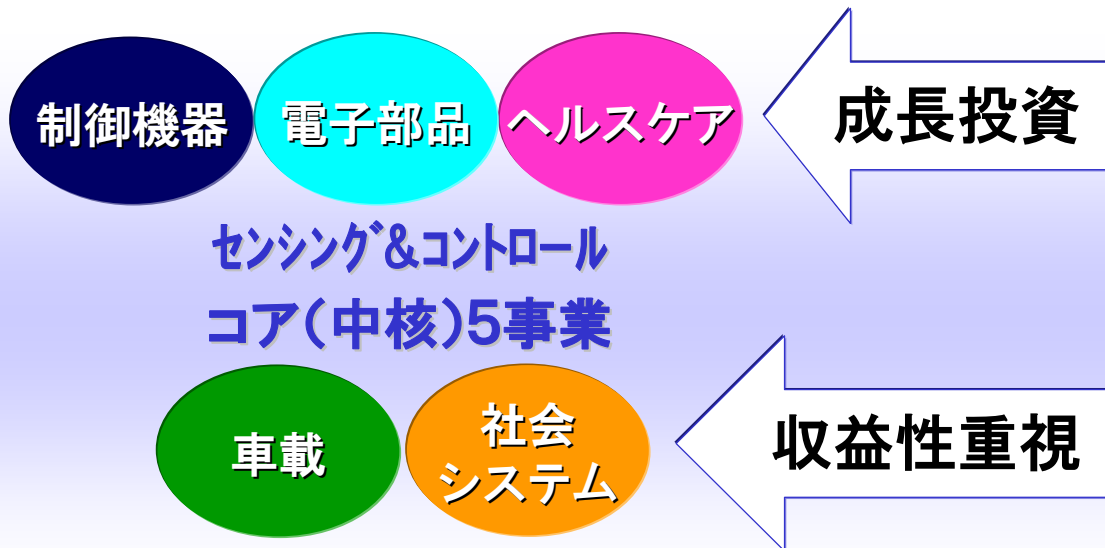 制御機器
電子部品
ヘルスケア
成長投資
ｾﾝｼﾝｸﾞ&ｺﾝﾄﾛｰﾙ
コア(中核)5事業
車載
社会
システム
収益性重視